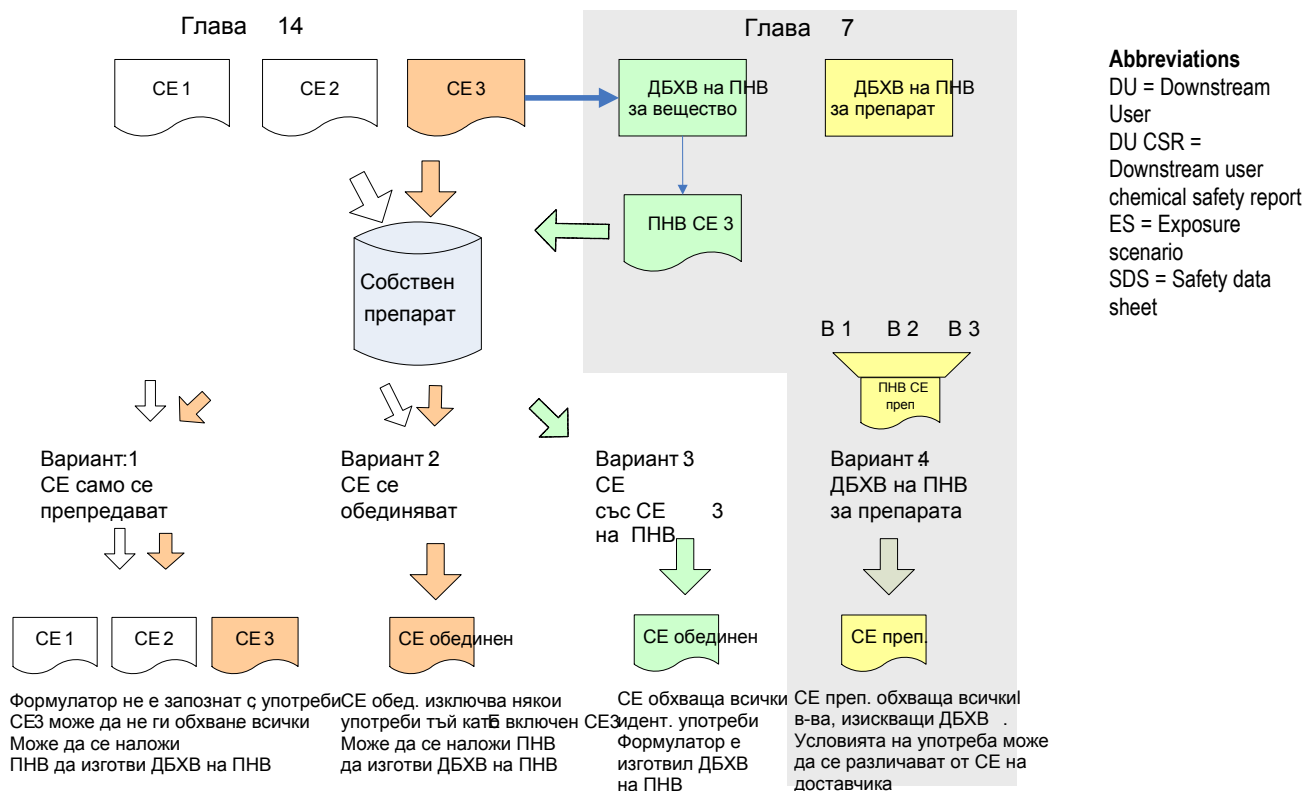 Глава 14
Глава 7
СЕ 1
СЕ 2
СЕ 3
ДБХВ на ПНВ
за вещество
ДБХВ на ПНВ
за препарат
Abbreviations
DU = Downstream
User
DU CSR =
Downstream user
chemical safety report
ES = Exposure
scenario
SDS = Safety data
sheet
ПНВ СЕ 3
Собствен
препарат
В 1 В 2 В 3
ПНВ СЕ
преп
Вариант:1
СЕ само се
препредават
Вариант 2
СЕ се
обединяват
Вариант 3
СЕ
със СЕ 3
на ПНВ
Вариант 4
ДБХВ на ПНВ
за препарата
СЕ 1
СЕ 2
СЕ 3
СЕ обединен
СЕ обединен
СЕ преп.
Формулатор не е запознат с употреби
СЕ3 може да не ги обхване всички
Може да се наложи
ПНВ да изготви ДБХВ на ПНВ
СЕ обед. изключва някои
употреби тъй като Е включен СЕ3
Може да се наложи ПНВ
да изготви ДБХВ на ПНВ
СЕ обхваща всички
идент. употреби
Формулатор е
изготвил ДБХВ
на ПНВ
СЕ преп. обхваща всички
в-ва, изискващи ДБХВ .
Условията на употреба може
да се различават от СЕ на
доставчика